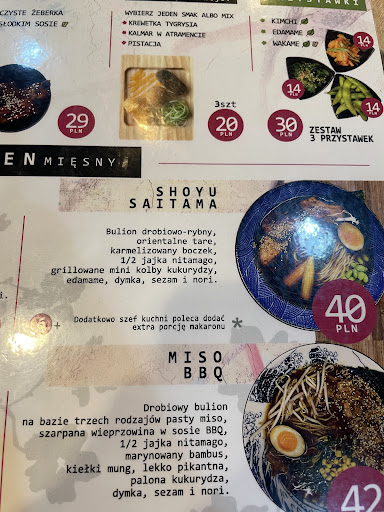 CZYSTE ŻEBERKA
SŁODKIM SOSIE
29
PLN
WYBIERZ JEDEN SMAK ALBO MIX
KREWETKA TYGRYSIA
KALMAR W ATRAMENCIE
PISTACJA
3szt
20
PLN
PRZYSTAWKI
KIMCHI
EDAMAME
WAKAME
14
PLN
14
PLN
14
PLN
30
PLN
ZESTAW
3 PRZYSTAWEK
EN MIĘSNY
SHOYU
SAITAMA
Bulion drobiowo-rybny,
orientalne tare,
karmelizowany boczek,
1/2 jajka nitamago,
grillowane mini kolby kukurydzy,
edamame, dymka, sezam i nori.
40
PLN
i.
+ Dodatkowo szef kuchni poleca dodać
extra porcję makaronu *
MISO
BBQ
Drobiowy bulion
na bazie trzech rodzajów pasty miso,
szarpana wieprzowina w sosie BBQ,
1/2 jajka nitamago,
marynowany bambus,
kiełki mung, lekko pikantna,
palona kukurydza,
dymka, sezam i nori.
42